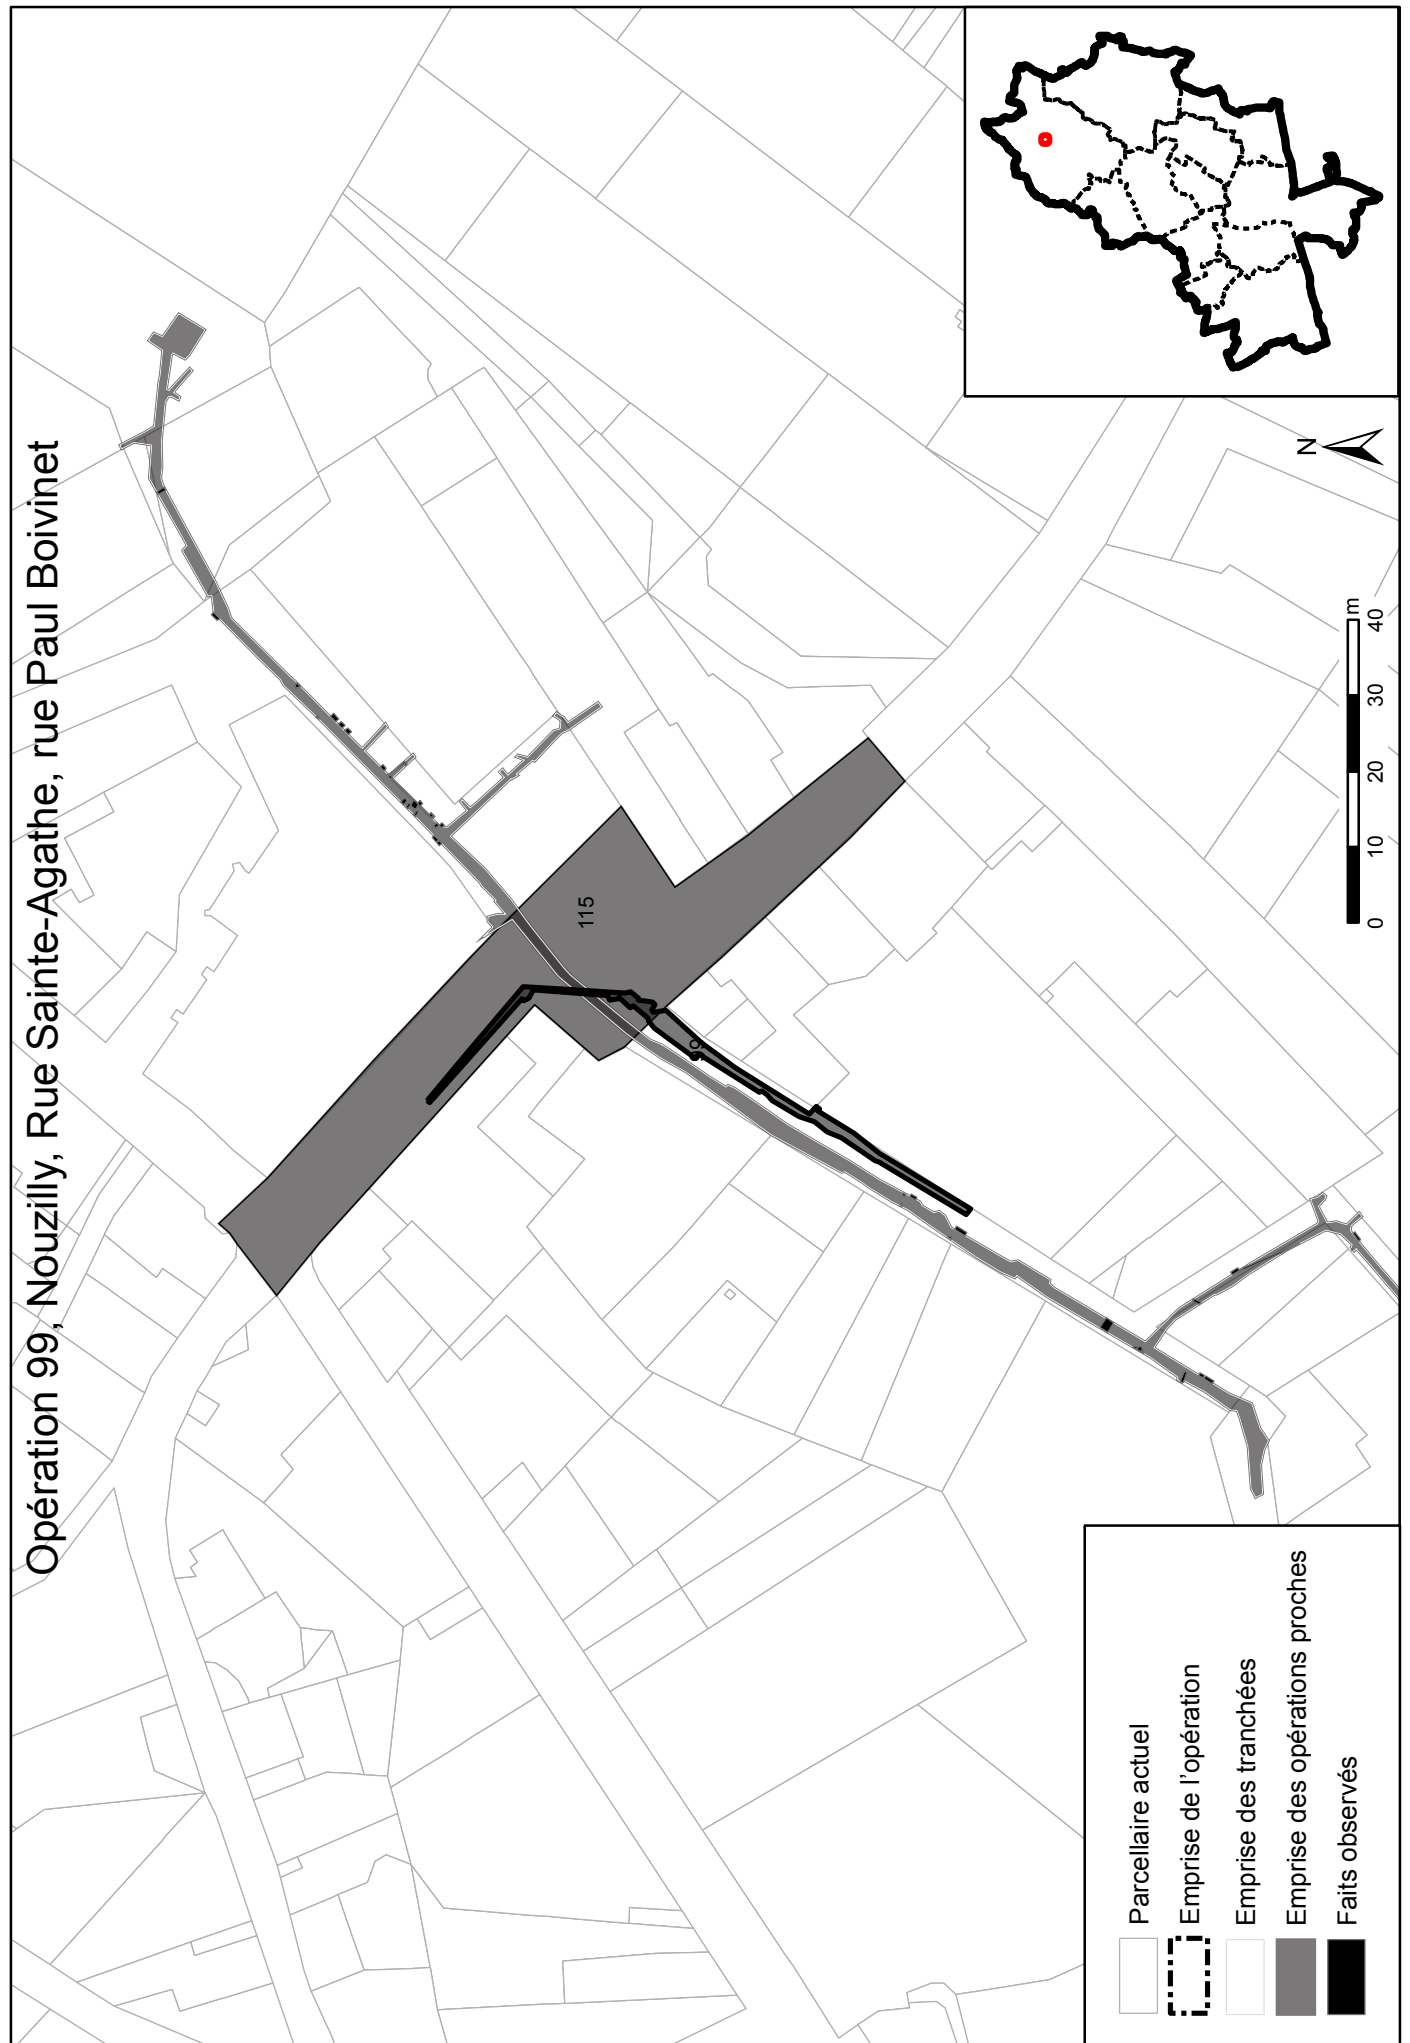 Opération 99, Nouzilly, Rue Sainte-Agathe, rue Paul Boivinet
115
99
N
0 10 20 30 40 m
Parcellaire actuel
Emprise de l'opération
Emprise des tranchées
Emprise des opérations proches
Faits observés